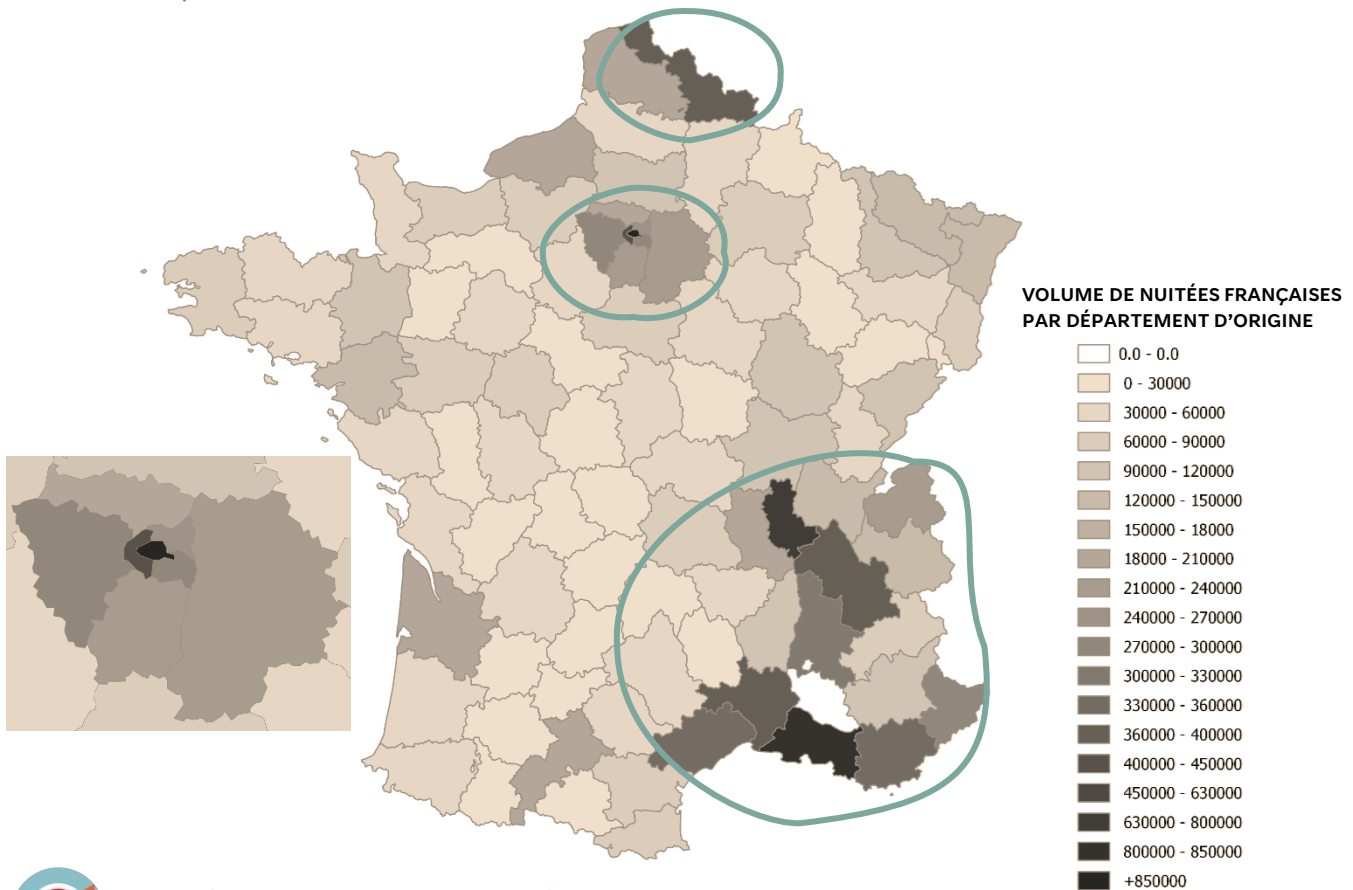 VOLUME DE NUITÉES FRANÇAISES
PAR DÉPARTEMENT D'ORIGINE
0.0 - 0.0
0 - 30000
30000 - 60000
60000 - 90000
90000 - 120000
120000 - 150000
150000 - 18000
18000 - 210000
210000 - 240000
240000 - 270000
270000 - 300000
300000 - 330000
330000 - 360000
360000 - 400000
400000 - 450000
450000 - 630000
630000 - 800000
800000 - 850000
+850000